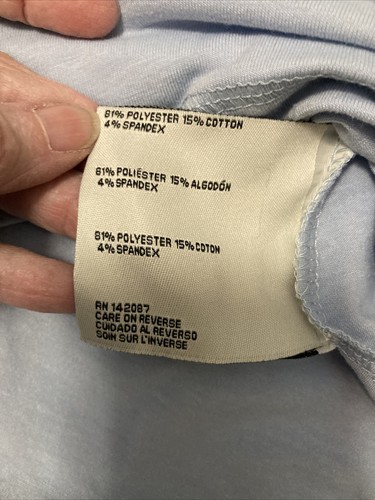 81% POLYESTER 15% COTTON
4% SPANDEX
81% POLIÉSTER 15% ALGODÓN
4% SPANDEX
81% POLYESTER 15% COTON
4% SPANDEX
RN 142087
CARE ON REVERSE
CUIDADO AL REVERSO
SOIN SUR L'INVERSE